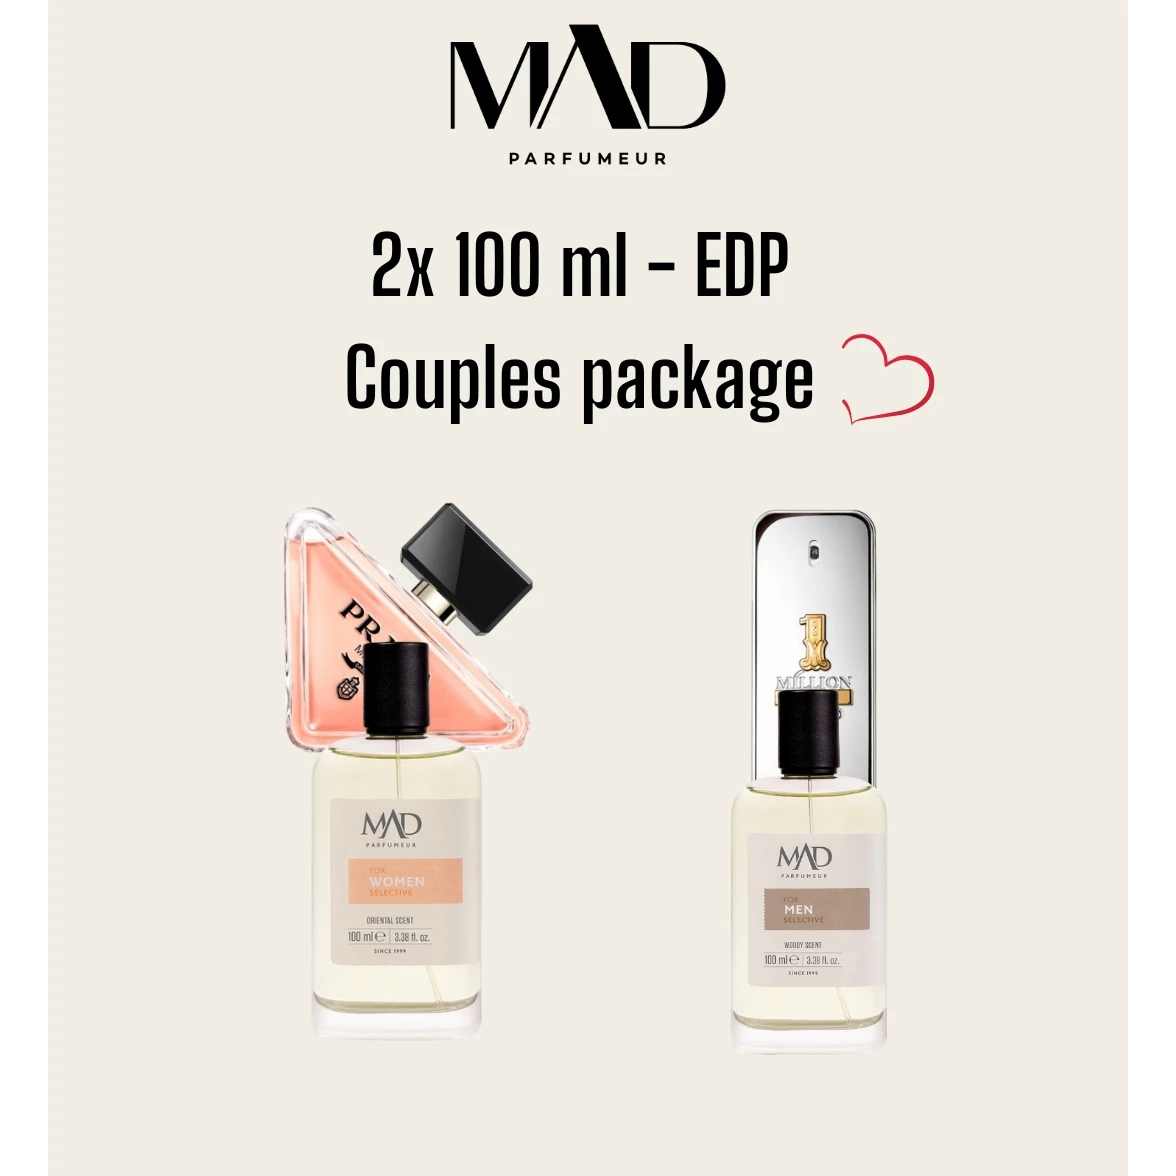 MAD
PARFUMEUR
2x 100 ml - EDP
Couples package
1
MILLION
MAD
PARFUMEUR
FOR
WOMEN
SELECTIVE
ORIENTAL SCENT
100 ml ℮ 3.38 fl. oz.
SINCE 1999
MAD
PARFUMEUR
FOR
MEN
SELECTIVE
WOODY SCENT
100 ml ℮ 3.38 fl. oz.
SINCE 1999